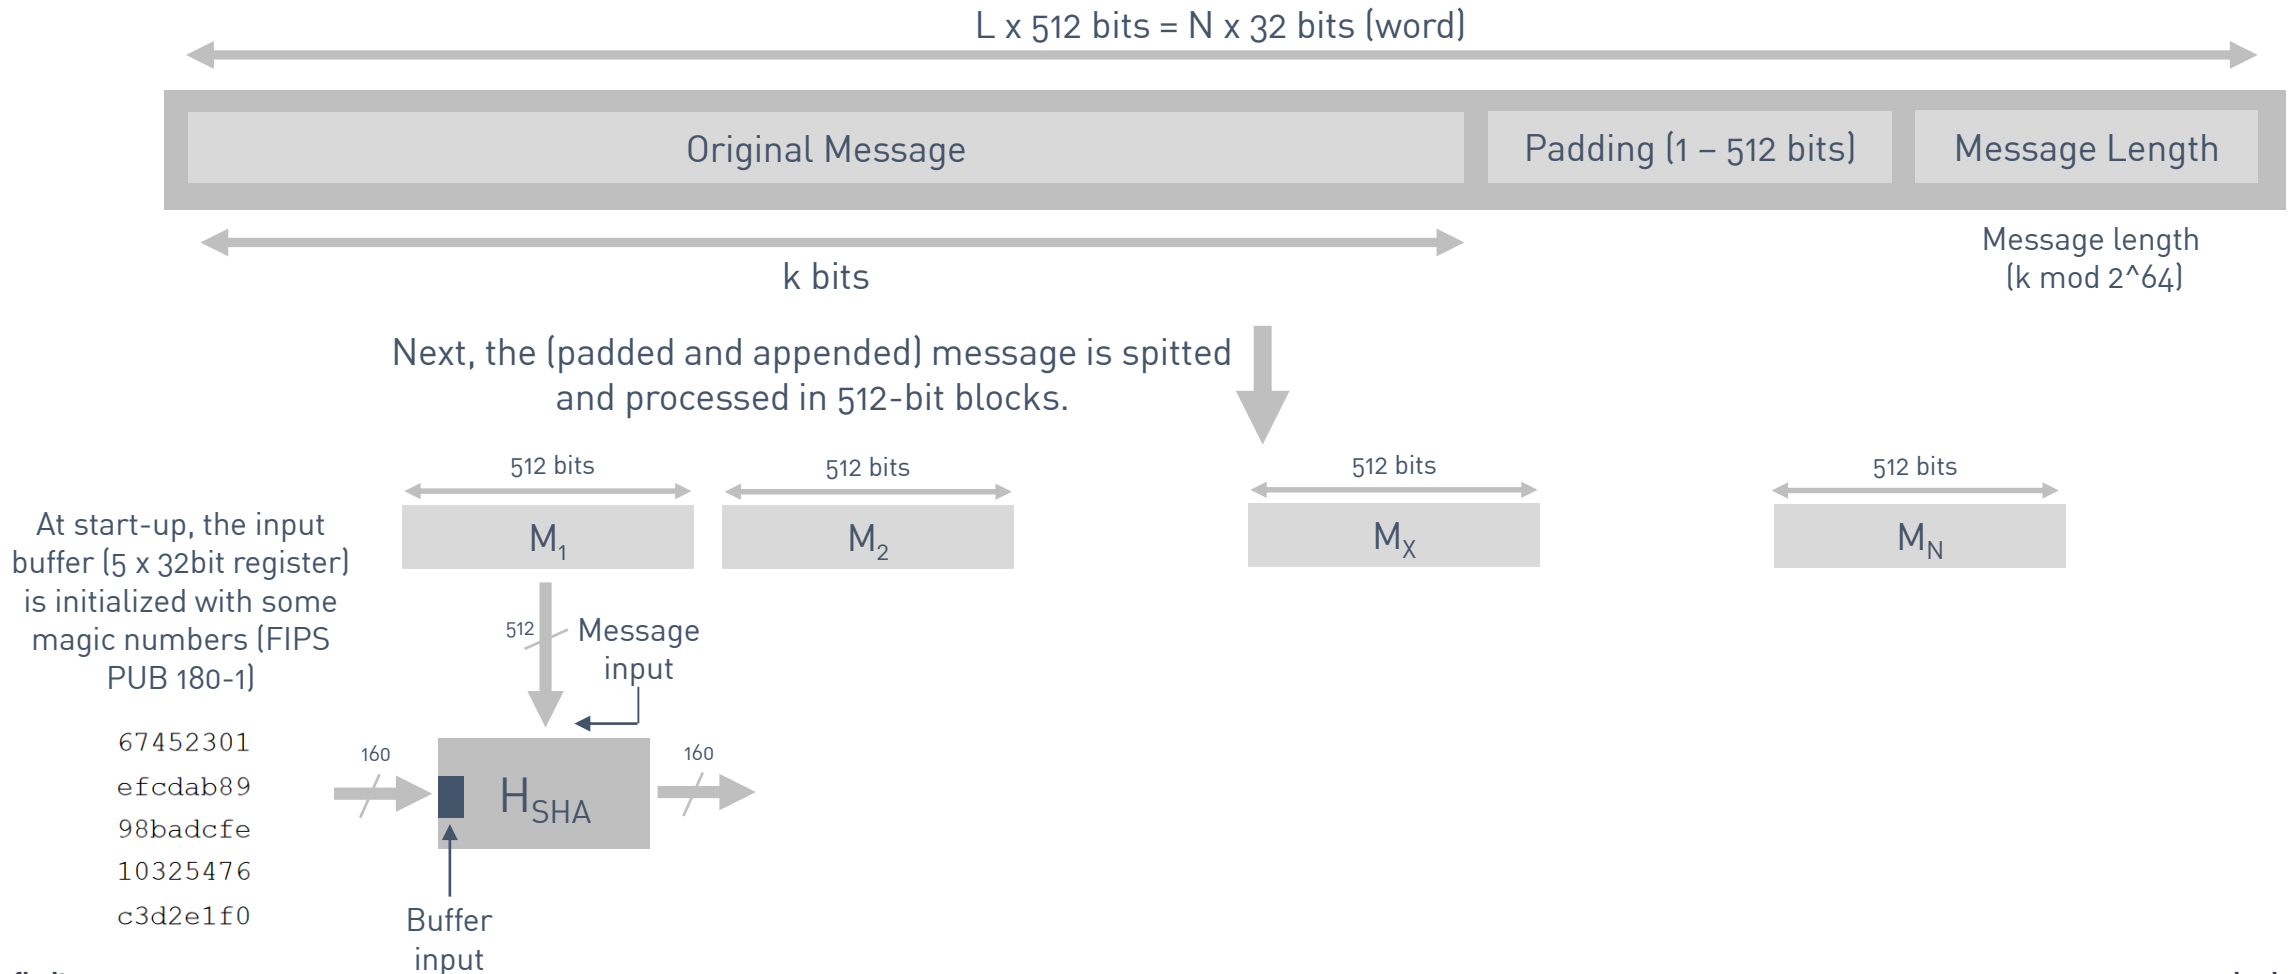 L x 512 bits = N x 32 bits (word)
Original Message
Padding (1 – 512 bits)
Message Length
k bits
Message length
(k mod 2^64)
Next, the (padded and appended) message is spitted
and processed in 512-bit blocks.
512 bits
512 bits
512 bits
512 bits
M1
M2
MX
MN
At start-up, the input
buffer (5 x 32bit register)
is initialized with some
magic numbers (FIPS
PUB 180-1)
512
Message
input
67452301
efcdab89
98badcfe
10325476
c3d2e1f0
160
HSHA
160
Buffer
input